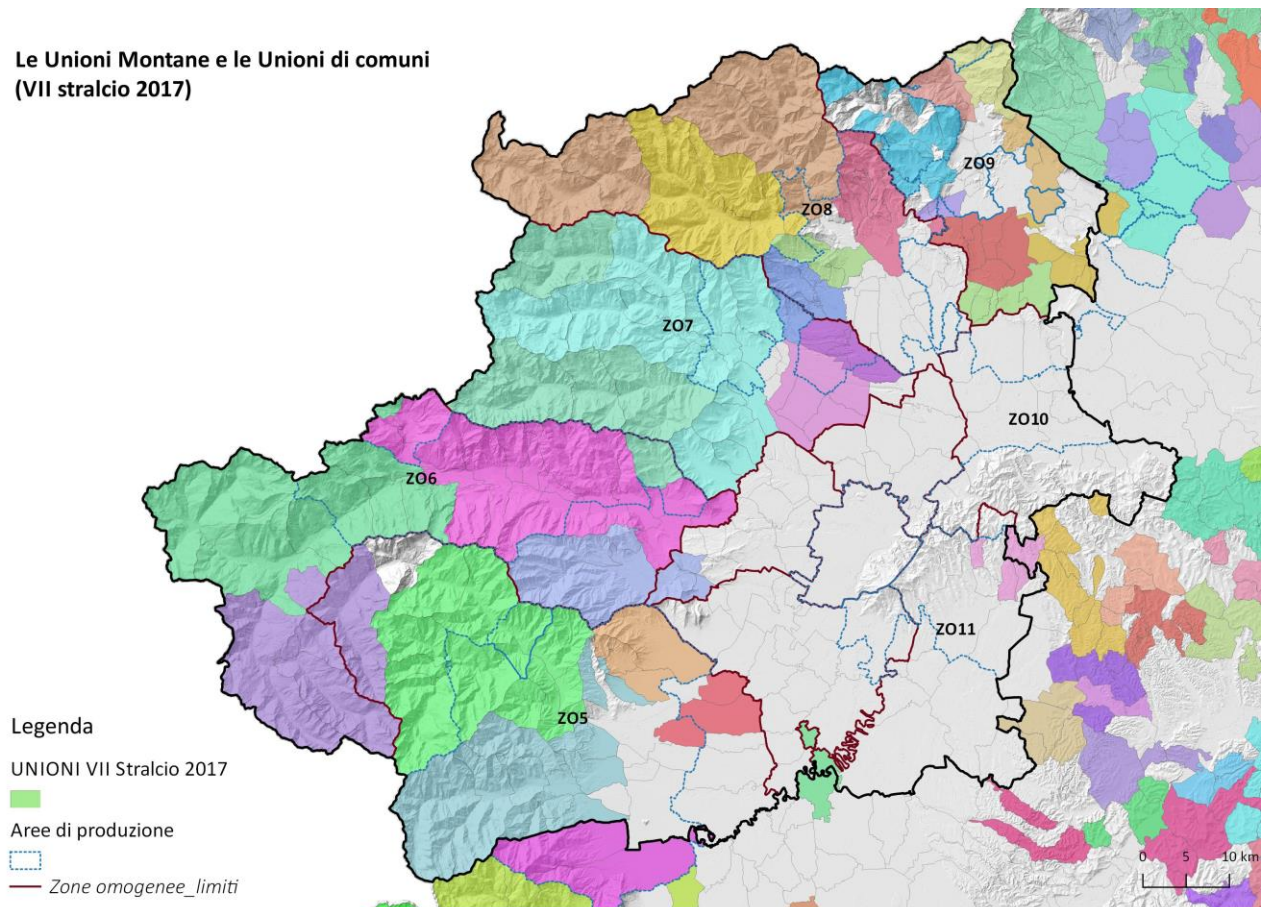 Le Unioni Montane e le Unioni di comuni
(VII stralcio 2017)
ZO9
ZO8
ZO7
ZO10
ZO6
ZO11
ZO5
Legenda
UNIONI VII Stralcio 2017
Aree di produzione
Zone omogenee_limiti
0 5 10 km